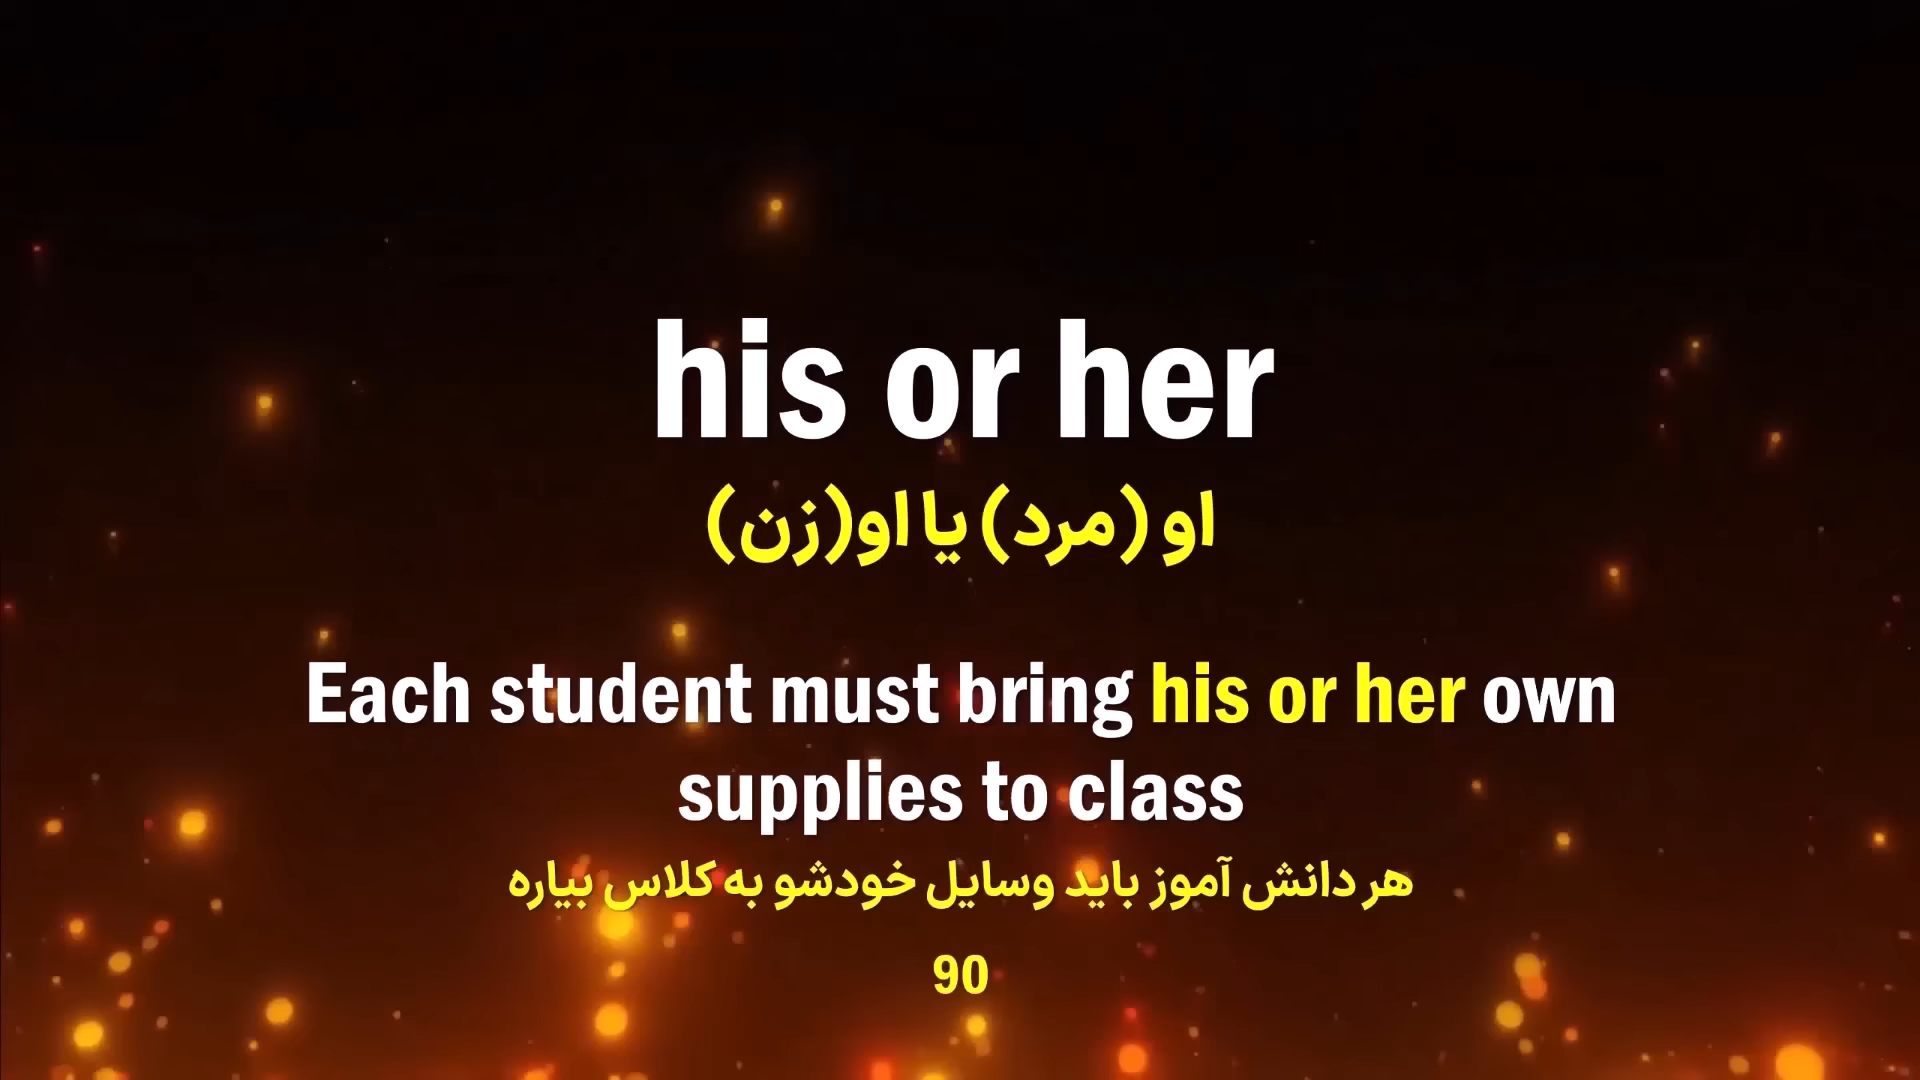 his or her
او (مرد) یا او(زن)
Each student must bring his or her own
supplies to class
هر دانش آموز باید وسایل خودشو به کلاس بیاره
90